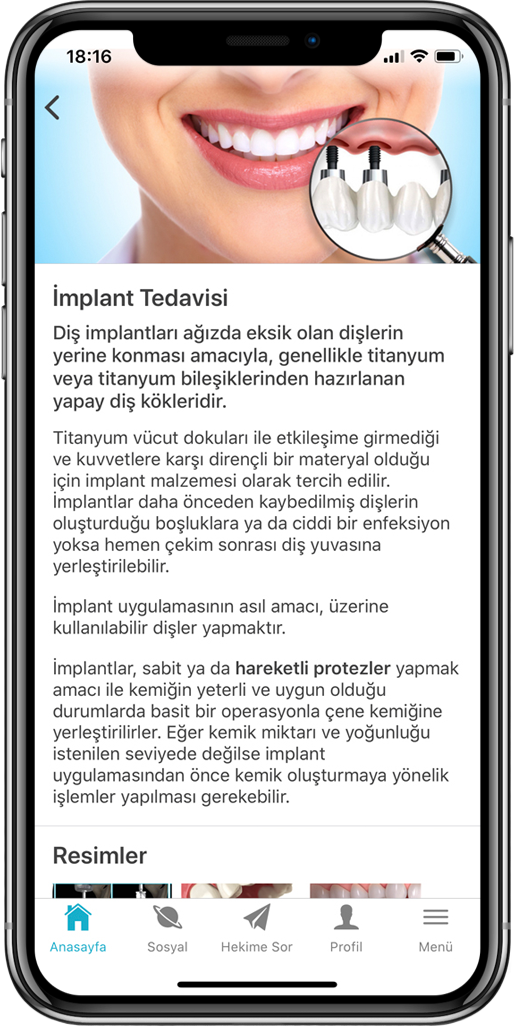 18:16
İmplant Tedavisi
Diş implantları ağızda eksik olan dişlerin
yerine konması amacıyla, genellikle titanyum
veya titanyum bileşiklerinden hazırlanan
yapay diş kökleridir.
Titanyum vücut dokuları ile etkileşime girmediği
ve kuvvetlere karşı dirençli bir materyal olduğu
için implant malzemesi olarak tercih edilir.
İmplantlar daha önceden kaybedilmiş dişlerin
oluşturduğu boşluklara ya da ciddi bir enfeksiyon
yoksa hemen çekim sonrası diş yuvasına
yerleştirilebilir.
İmplant uygulamasının asıl amacı, üzerine
kullanılabilir dişler yapmaktır.
İmplantlar, sabit ya da hareketli protezler yapmak
amacı ile kemiğin yeterli ve uygun olduğu
durumlarda basit bir operasyonla çene kemiğine
yerleştirilirler. Eğer kemik miktarı ve yoğunluğu
istenilen seviyede değilse implant
uygulamasından önce kemik oluşturmaya yönelik
işlemler yapılması gerekebilir.
Resimler
Anasayfa Sosyal Hekime Sor Profil Menü